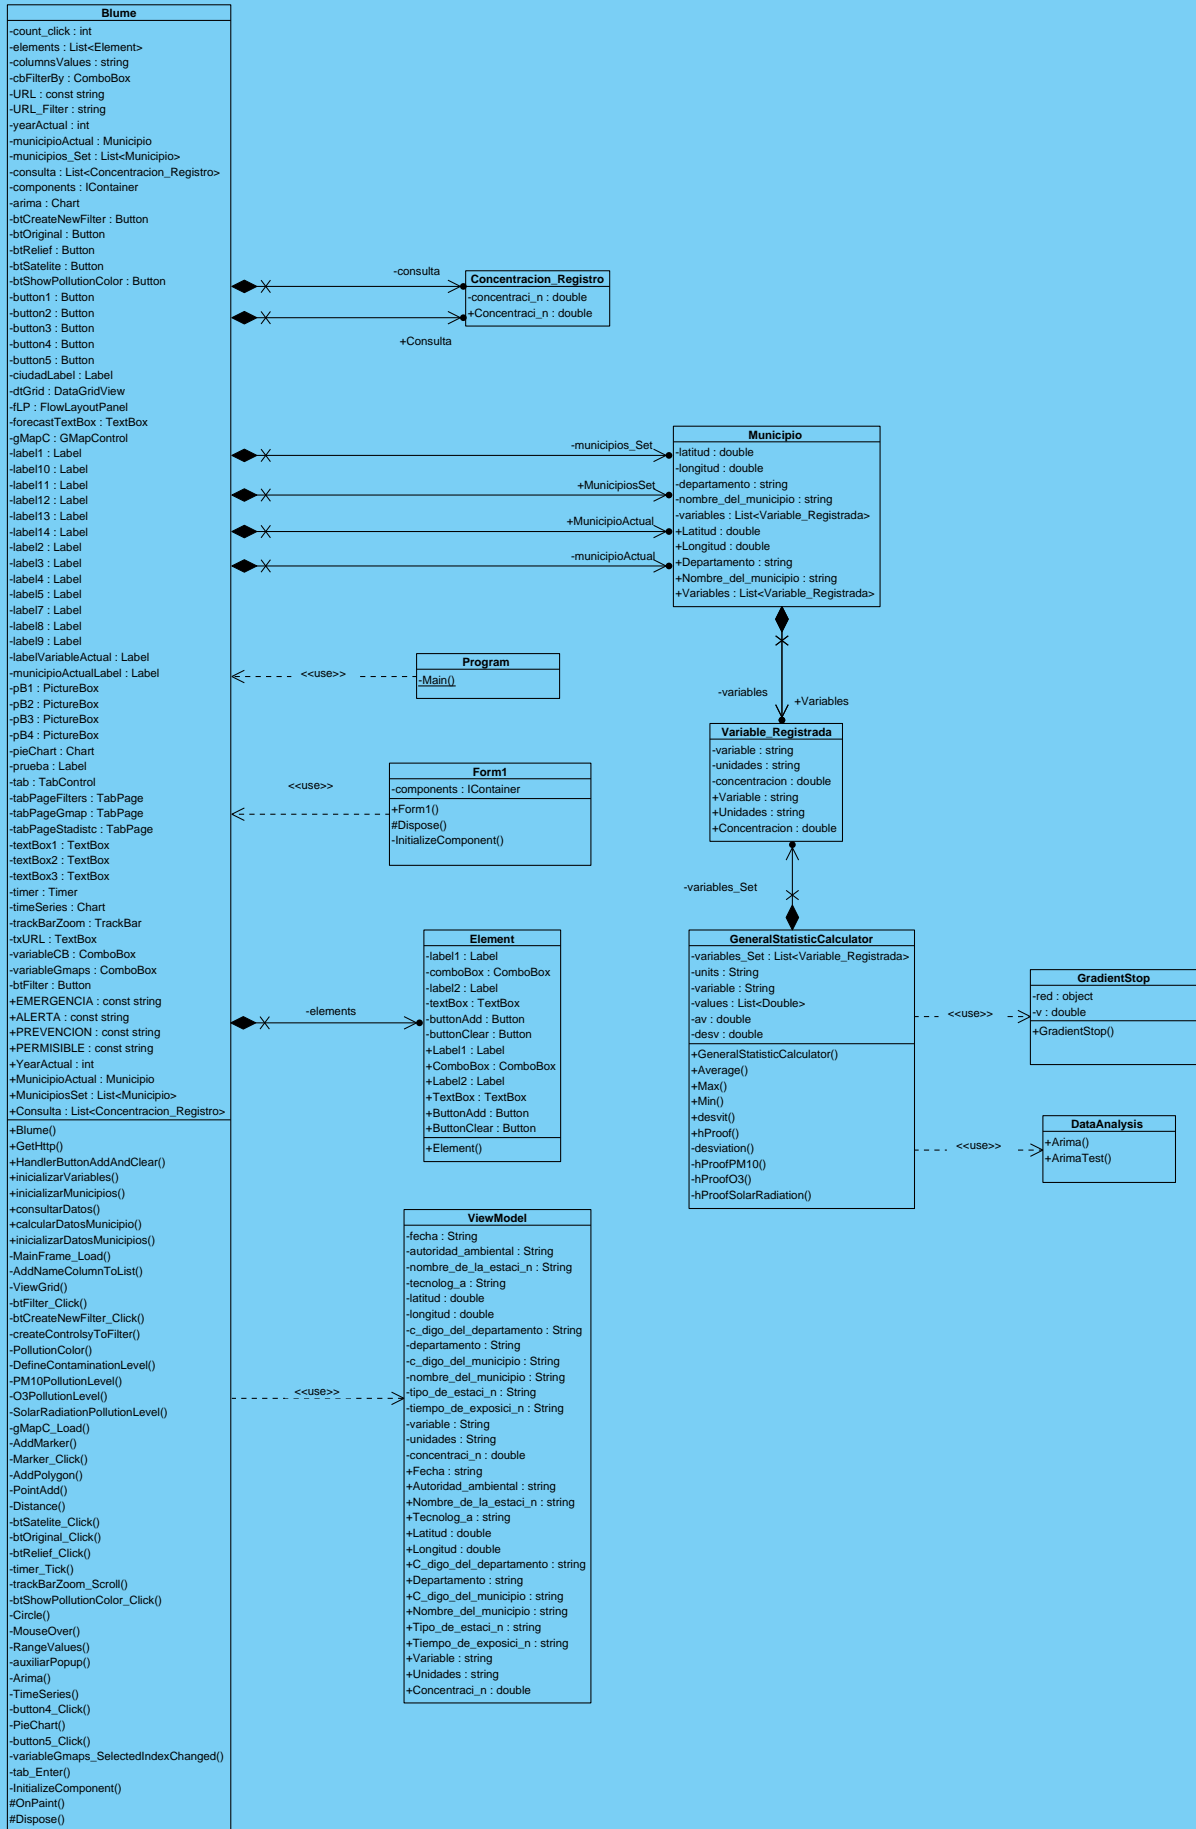 Blume
-count_click : int
-elements : List<Element>
-columnsValues : string
-cbFilterBy : ComboBox
-URL : const string
-URL_Filter : string
-yearActual : int
-municipioActual : Municipio
-municipios_Set : List<Municipio>
-consulta : List<Concentracion_Registro>
-components : IContainer
-arima : Chart
-btCreateNewFilter : Button
-btOriginal : Button
-btRelief : Button
-btSatelite : Button
-btShowPollutionColor : Button
-button1 : Button
-button2 : Button
-button3 : Button
-button4 : Button
-button5 : Button
-ciudadLabel : Label
-dtGrid : DataGridView
-fLP : FlowLayoutPanel
-forecastTextBox : TextBox
-gMapC : GMapControl
-label1 : Label
-label10 : Label
-label11 : Label
-label12 : Label
-label13 : Label
-label14 : Label
-label2 : Label
-label3 : Label
-label4 : Label
-label5 : Label
-label7 : Label
-label8 : Label
-label9 : Label
-labelVariableActual : Label
-municipioActualLabel : Label
-pB1 : PictureBox
-pB2 : PictureBox
-pB3 : PictureBox
-pB4 : PictureBox
-pieChart : Chart
-prueba : Label
-tab : TabControl
-tabPageFilters : TabPage
-tabPageGmap : TabPage
-tabPageStadistc : TabPage
-textBox1 : TextBox
-textBox2 : TextBox
-textBox3 : TextBox
-timer : Timer
-timeSeries : Chart
-trackBarZoom : TrackBar
-txURL : TextBox
-variableCB : ComboBox
-variableGmaps : ComboBox
-btFilter : Button
+EMERGENCIA : const string
+ALERTA : const string
+PREVENCION : const string
+PERMISIBLE : const string
+YearActual : int
+MunicipioActual : Municipio
+MunicipiosSet : List<Municipio>
+Consulta : List<Concentracion_Registro>
+Blume()
+GetHttp()
+HandlerButtonAddAndClear()
+inicializarVariables()
+inicializarMunicipios()
+consultarDatos()
+calcularDatosMunicipio()
+inicializarDatosMunicipios()
-MainFrame_Load()
-AddNameColumnToList()
-ViewGrid()
-btFilter_Click()
-btCreateNewFilter_Click()
-createControlsyToFilter()
-PollutionColor()
-DefineContaminationLevel()
-PM10PollutionLevel()
-O3PollutionLevel()
-SolarRadiationPollutionLevel()
-gMapC_Load()
-AddMarker()
-Marker_Click()
-AddPolygon()
-PointAdd()
-Distance()
-btSatelite_Click()
-btOriginal_Click()
-btRelief_Click()
-timer_Tick()
-trackBarZoom_Scroll()
-btShowPollutionColor_Click()
-Circle()
-MouseOver()
-RangeValues()
-auxiliarPopup()
-Arima()
-TimeSeries()
-button4_Click()
-PieChart()
-button5_Click()
-variableGmaps_SelectedIndexChanged()
-tab_Enter()
-InitializeComponent()
#OnPaint()
#Dispose()
-consulta
+Consulta
Concentracion_Registro
-concentraci_n : double
+Concentraci_n : double
-municipios_Set
+MunicipiosSet
+MunicipioActual
-municipioActual
Municipio
-latitud : double
-longitud : double
-departamento : string
-nombre_del_municipio : string
-variables : List<Variable_Registrada>
+Latitud : double
+Longitud : double
+Departamento : string
+Nombre_del_municipio : string
+Variables : List<Variable_Registrada>
<<use>>
Program
-Main()
-variables
+Variables
Variable_Registrada
-variable : string
-unidades : string
-concentracion : double
+Variable : string
+Unidades : string
+Concentracion : double
<<use>>
Form1
-components : IContainer
+Form1()
#Dispose()
-InitializeComponent()
-variables_Set
-elements
Element
-label1 : Label
-comboBox : ComboBox
-label2 : Label
-textBox : TextBox
-buttonAdd : Button
-buttonClear : Button
+Label1 : Label
+ComboBox : ComboBox
+Label2 : Label
+TextBox : TextBox
+ButtonAdd : Button
+ButtonClear : Button
+Element()
GeneralStatisticCalculator
-variables_Set : List<Variable_Registrada>
-units : String
-variable : String
-values : List<Double>
-av : double
-desv : double
+GeneralStatisticCalculator()
+Average()
+Max()
+Min()
+desvit()
+hProof()
-desviation()
-hProofPM10()
-hProofO3()
-hProofSolarRadiation()
<<use>>
GradientStop
-red : object
-v : double
+GradientStop()
<<use>>
DataAnalysis
+Arima()
+ArimaTest()
<<use>>
ViewModel
-fecha : String
-autoridad_ambiental : String
-nombre_de_la_estaci_n : String
-tecnolog_a : String
-latitud : double
-longitud : double
-c_digo_del_departamento : String
-departamento : String
-c_digo_del_municipio : String
-nombre_del_municipio : String
-tipo_de_estaci_n : String
-tiempo_de_exposici_n : String
-variable : String
-unidades : String
-concentraci_n : double
+Fecha : string
+Autoridad_ambiental : string
+Nombre_de_la_estaci_n : string
+Tecnolog_a : string
+Latitud : double
+Longitud : double
+C_digo_del_departamento : string
+Departamento : string
+C_digo_del_municipio : string
+Nombre_del_municipio : string
+Tipo_de_estaci_n : string
+Tiempo_de_exposici_n : string
+Variable : string
+Unidades : string
+Concentraci_n : double